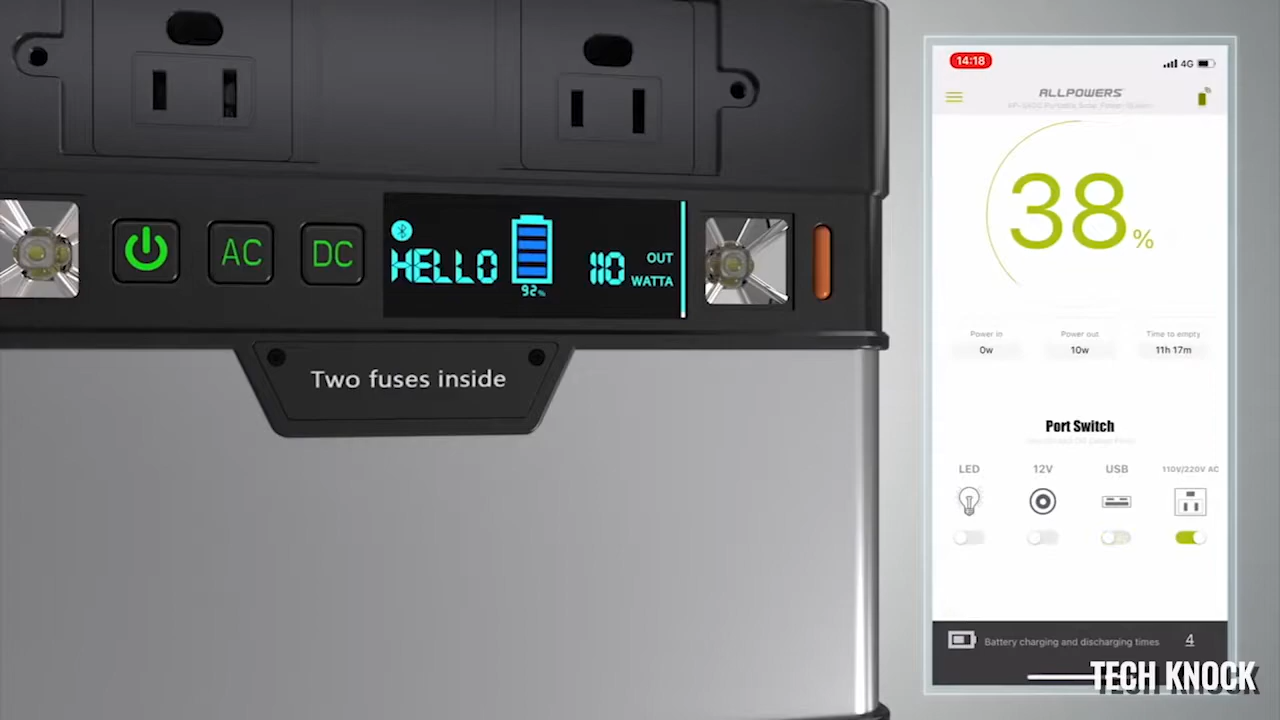 AC
DC
HELLO
92%
110
OUT
WATTA
Two fuses inside
14:18
4G
ALLPOWERS
38%
Power in
Power out
Time to empty
0w
10w
11h 17m
Port Switch
LED
12V
USB
110V/220V AC
Battery charging and discharging times
4
TECH KNOCK